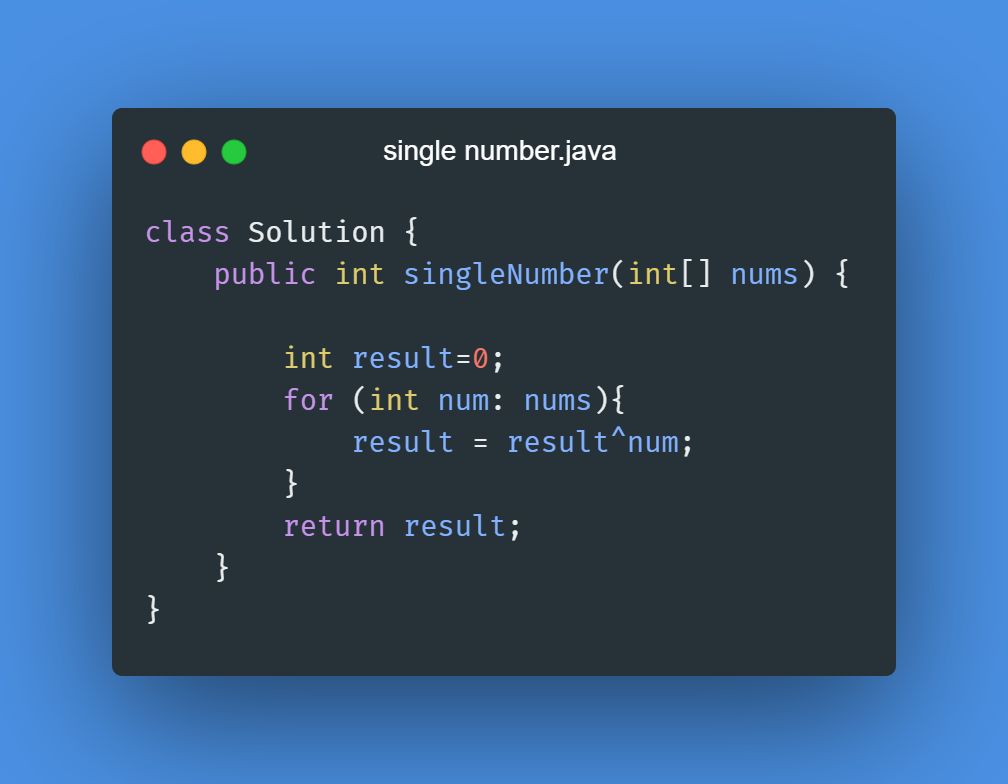 single number.java
class Solution {
    public int singleNumber(int[] nums) {
        int result=0;
        for (int num: nums){
            result = result^num;
        }
        return result;
    }
}